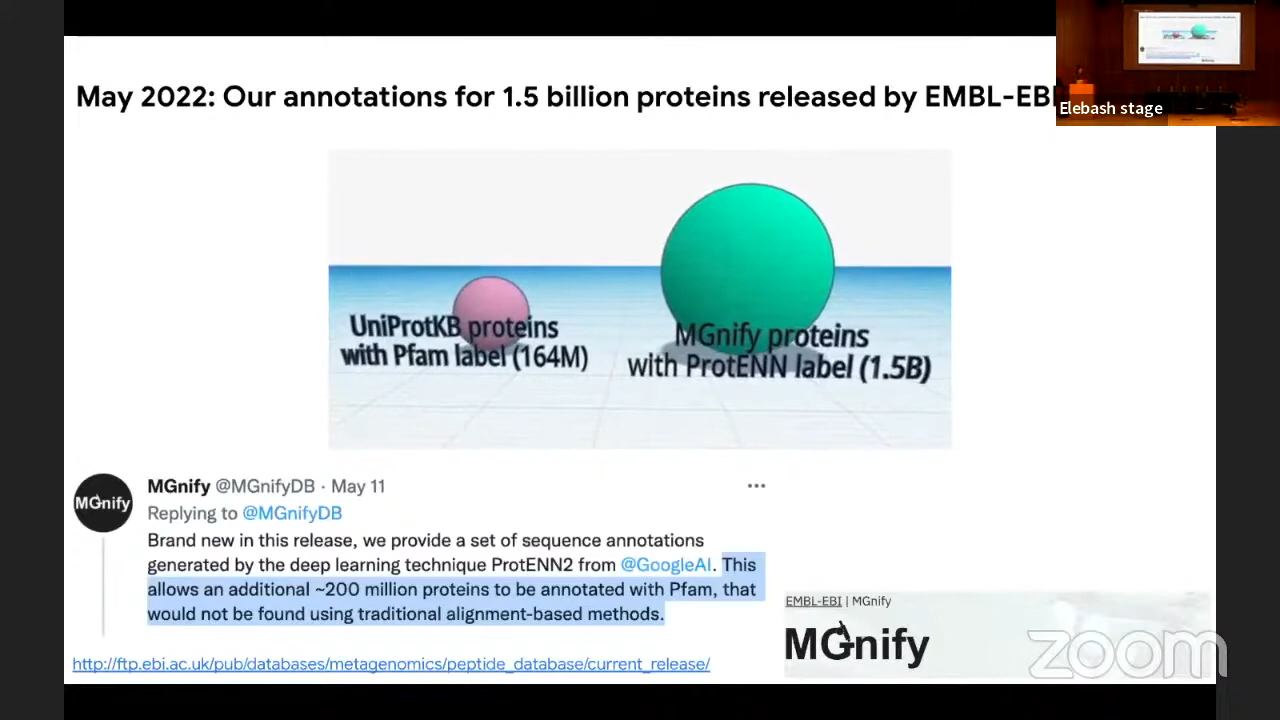 May 2022: Our annotations for 1.5 billion proteins released by EMBL-EBI
Elebash stage
UniProtKB proteins
with Pfam label (164M)
MGnify proteins
with ProtENN label (1.5B)
MGnify
MGnify @MGnifyDB · May 11
Replying to @MGnifyDB
Brand new in this release, we provide a set of sequence annotations
generated by the deep learning technique ProtENN2 from @GoogleAI. This
allows an additional ~200 million proteins to be annotated with Pfam, that
would not be found using traditional alignment-based methods.
http://ftp.ebi.ac.uk/pub/databases/metagenomics/peptide_database/current_release/
EMBL-EBI | MGnify
MGnify
zoom